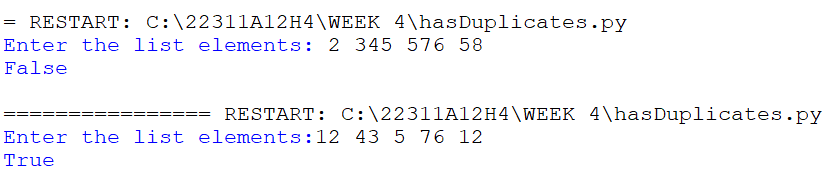 = RESTART: C:\22311A12H4\WEEK 4\hasDuplicates.py
Enter the list elements: 2 345 576 58
False
================ RESTART: C:\22311A12H4\WEEK 4\hasDuplicates.py
Enter the list elements:12 43 5 76 12
True